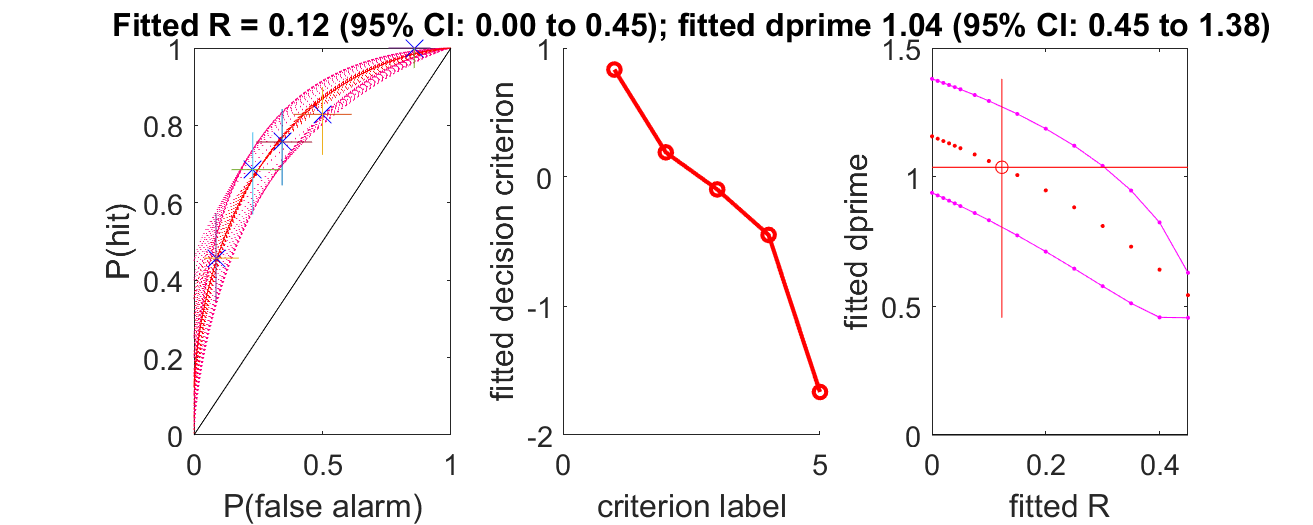 Fitted R = 0.12 (95% CI: 0.00 to 0.45); fitted dprime 1.04 (95% CI: 0.45 to 1.38)
P(hit)
1
0.8
0.6
0.4
0.2
0
0 0.5 1
P(false alarm)
fitted decision criterion
1
0
-1
-2
0 5
criterion label
fitted dprime
1.5
1
0.5
0
0 0.2 0.4
fitted R